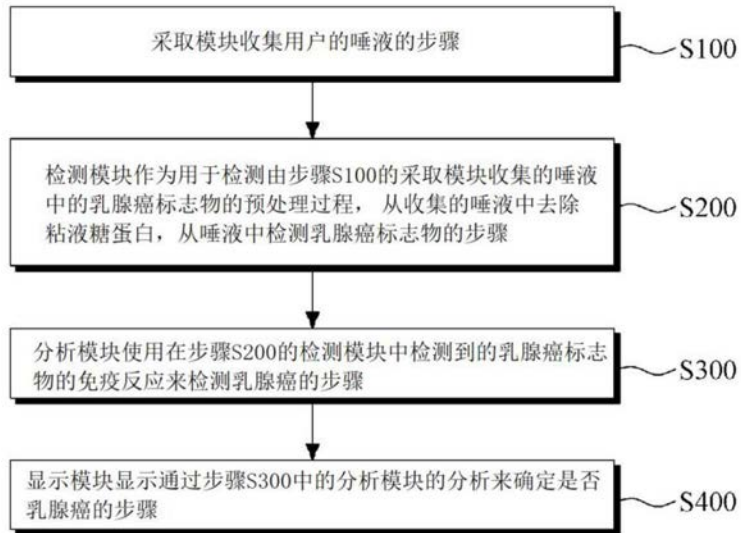 采取模块收集用户的唾液的步骤
S100
检测模块作为用于检测由步骤S100的采取模块收集的唾液
中的乳腺癌标志物的预处理过程， 从收集的唾液中去除
粘液糖蛋白，从唾液中检测乳腺癌标志物的步骤
S200
分析模块使用在步骤S200的检测模块中检测到的乳腺癌标志
物的免疫反应来检测乳腺癌的步骤
S300
显示模块显示通过步骤S300中的分析模块的分析来确定是否
乳腺癌的步骤
S400